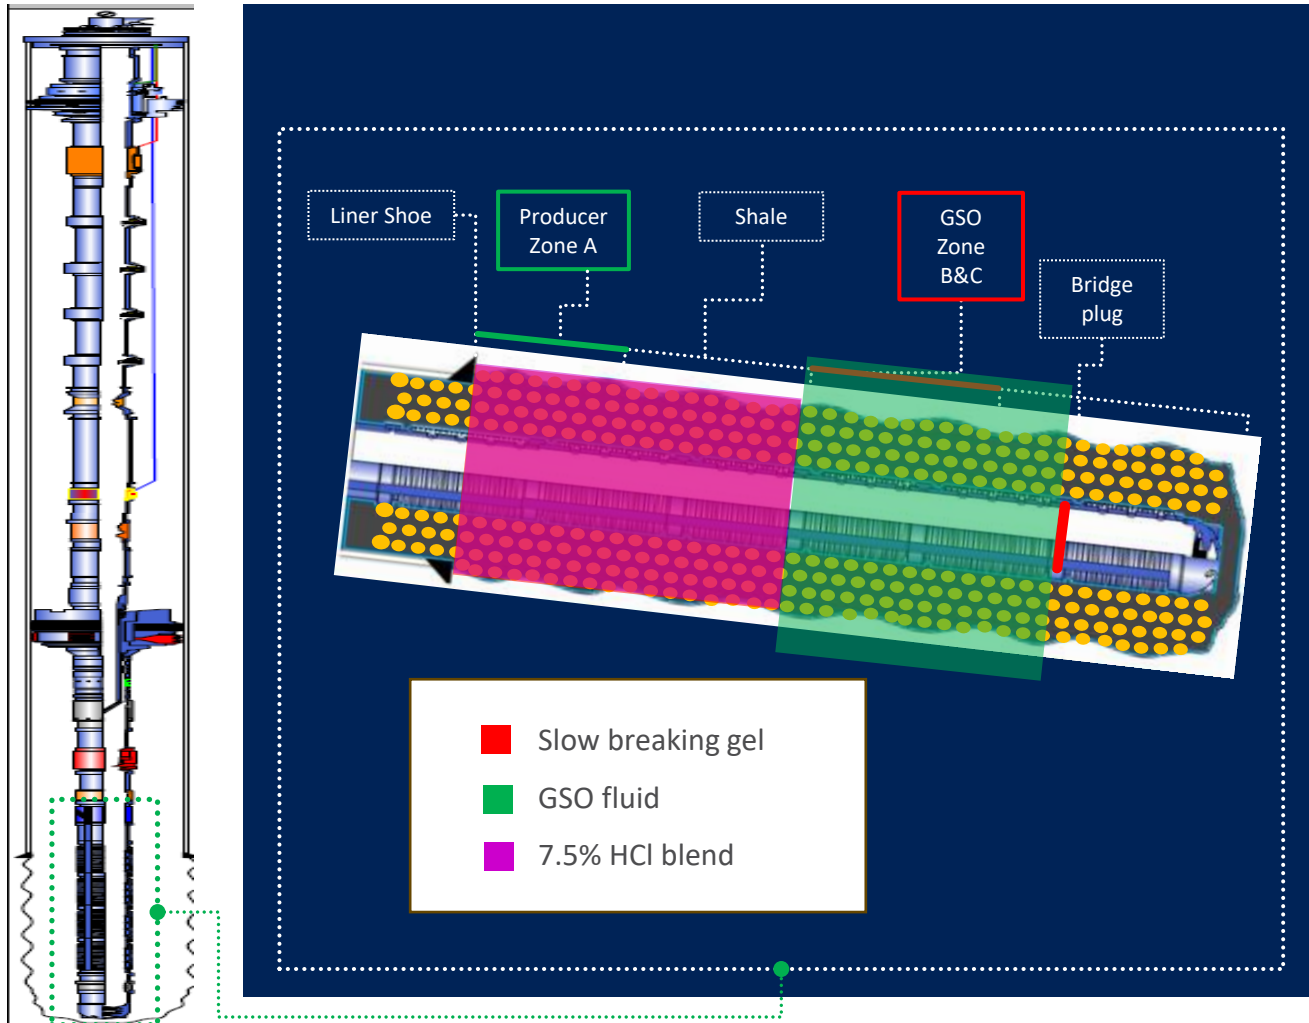 Liner Shoe
Producer
Zone A
Shale
GSO
Zone
B&C
Bridge
plug
Slow breaking gel
GSO fluid
7.5% HCl blend